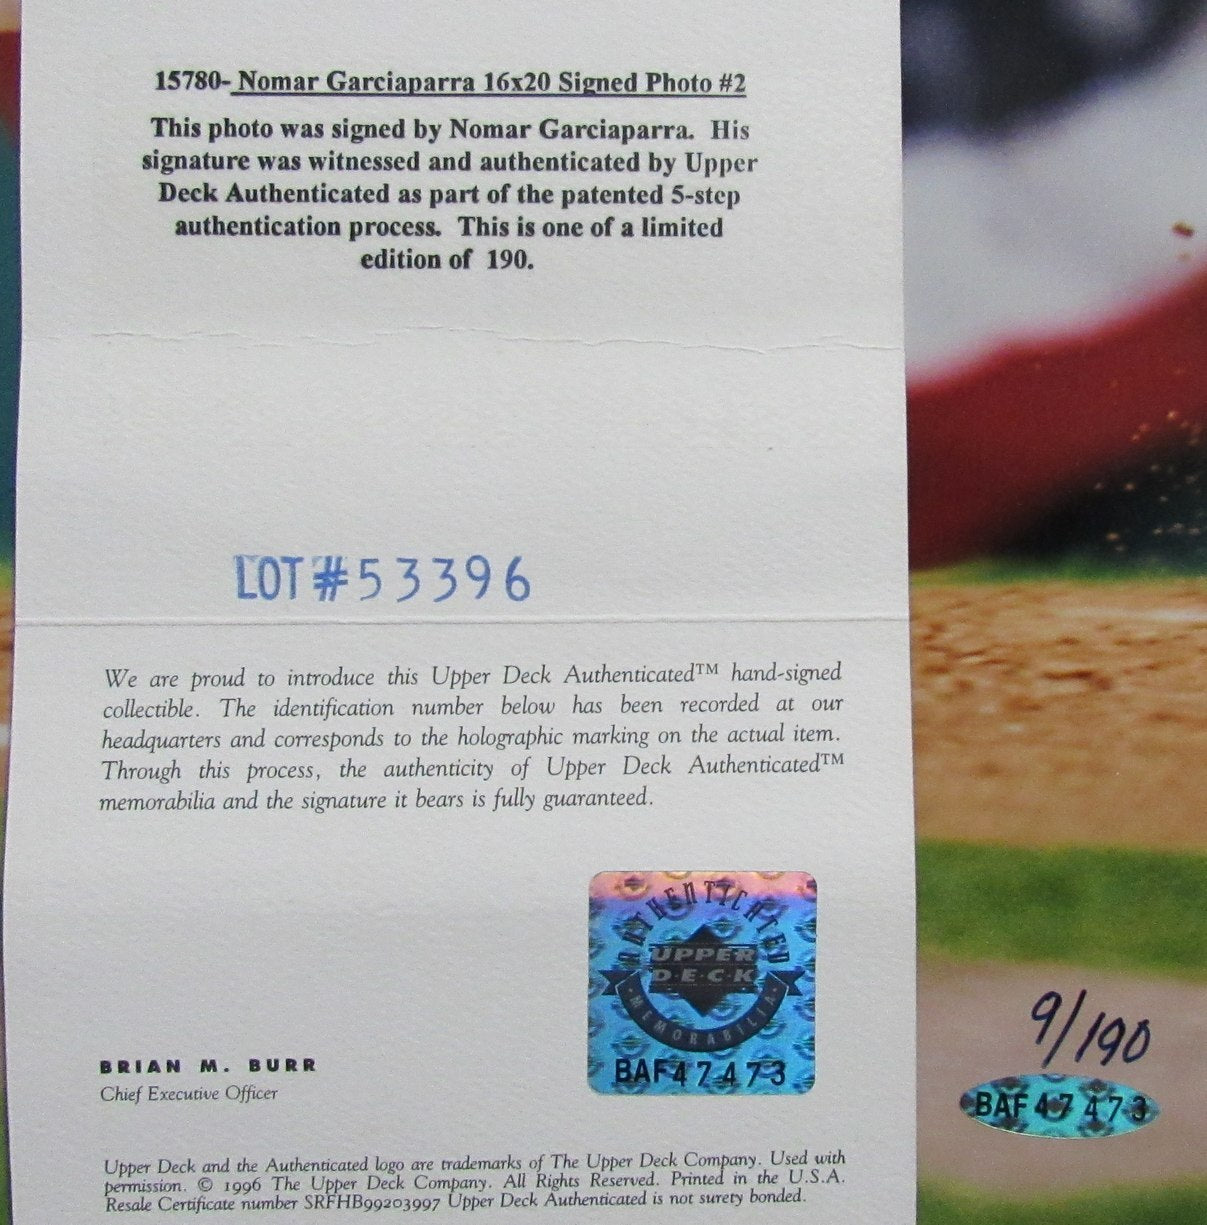 15780- Nomar Garciaparra 16x20 Signed Photo #2
This photo was signed by Nomar Garciaparra. His
signature was witnessed and authenticated by Upper
Deck Authenticated as part of the patented 5-step
authentication process. This is one of a limited
edition of 190.
LOT #53396
We are proud to introduce this Upper Deck Authenticated™ hand-signed
collectible. The identification number below has been recorded at our
headquarters and corresponds to the holographic marking on the actual item.
Through this process, the authenticity of Upper Deck Authenticated™
memorabilia and the signature it bears is fully guaranteed.
AUTHENTICATED
UPPER
D·E·C·K
MEMORABILIA
BAF47473
BRIAN M. BURR
Chief Executive Officer
9/190
BAF47473
Upper Deck and the Authenticated logo are trademarks of The Upper Deck Company. Used with
permission. © 1996 The Upper Deck Company. All Rights Reserved. Printed in the U.S.A.
Resale Certificate number SRFHB99203997 Upper Deck Authenticated is not surety bonded.